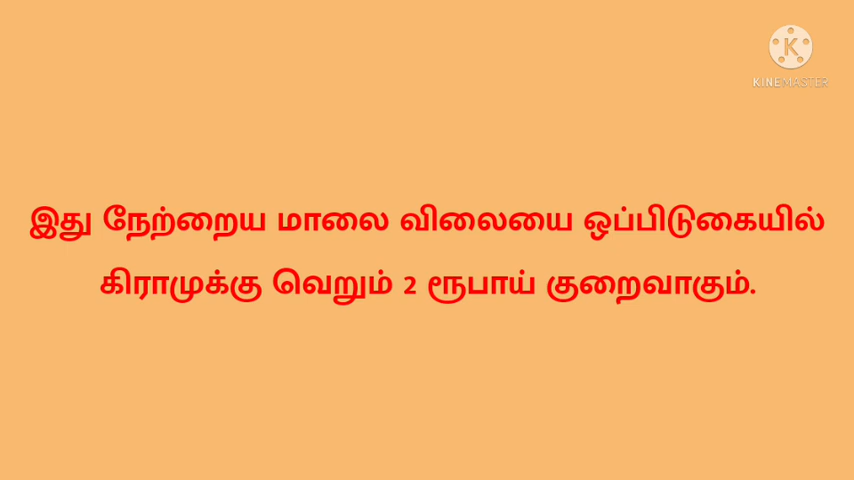 KINEMASTER
இது நேற்றைய மாலை விலையை ஒப்பிடுகையில்
கிராமுக்கு வெறும் 2 ரூபாய் குறைவாகும்.